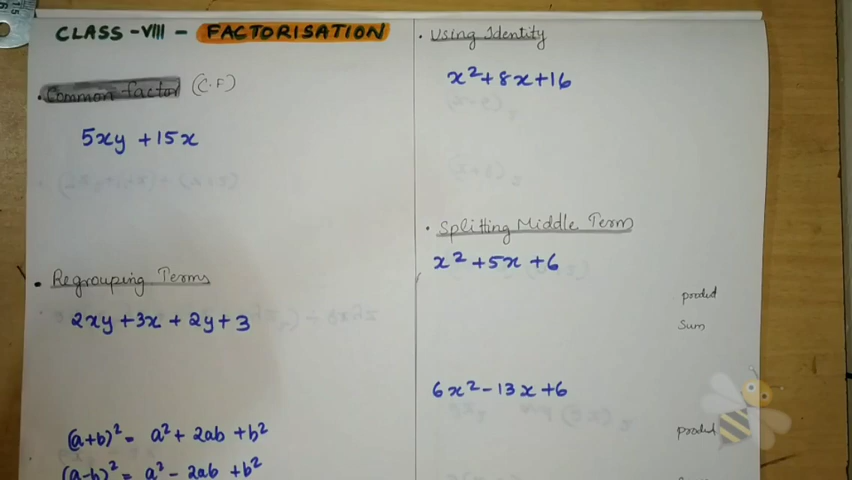 CLASS -VIII - FACTORISATION
• Common factor (C.F)
5xy + 15x
• Regrouping Terms
2xy + 3x + 2y + 3
(a+b)² = a² + 2ab + b²
(a-b)² = a² - 2ab + b²
• Using Identity
x² + 8x + 16
• Splitting Middle Term
x² + 5x + 6
product
Sum
6x² - 13x + 6
product